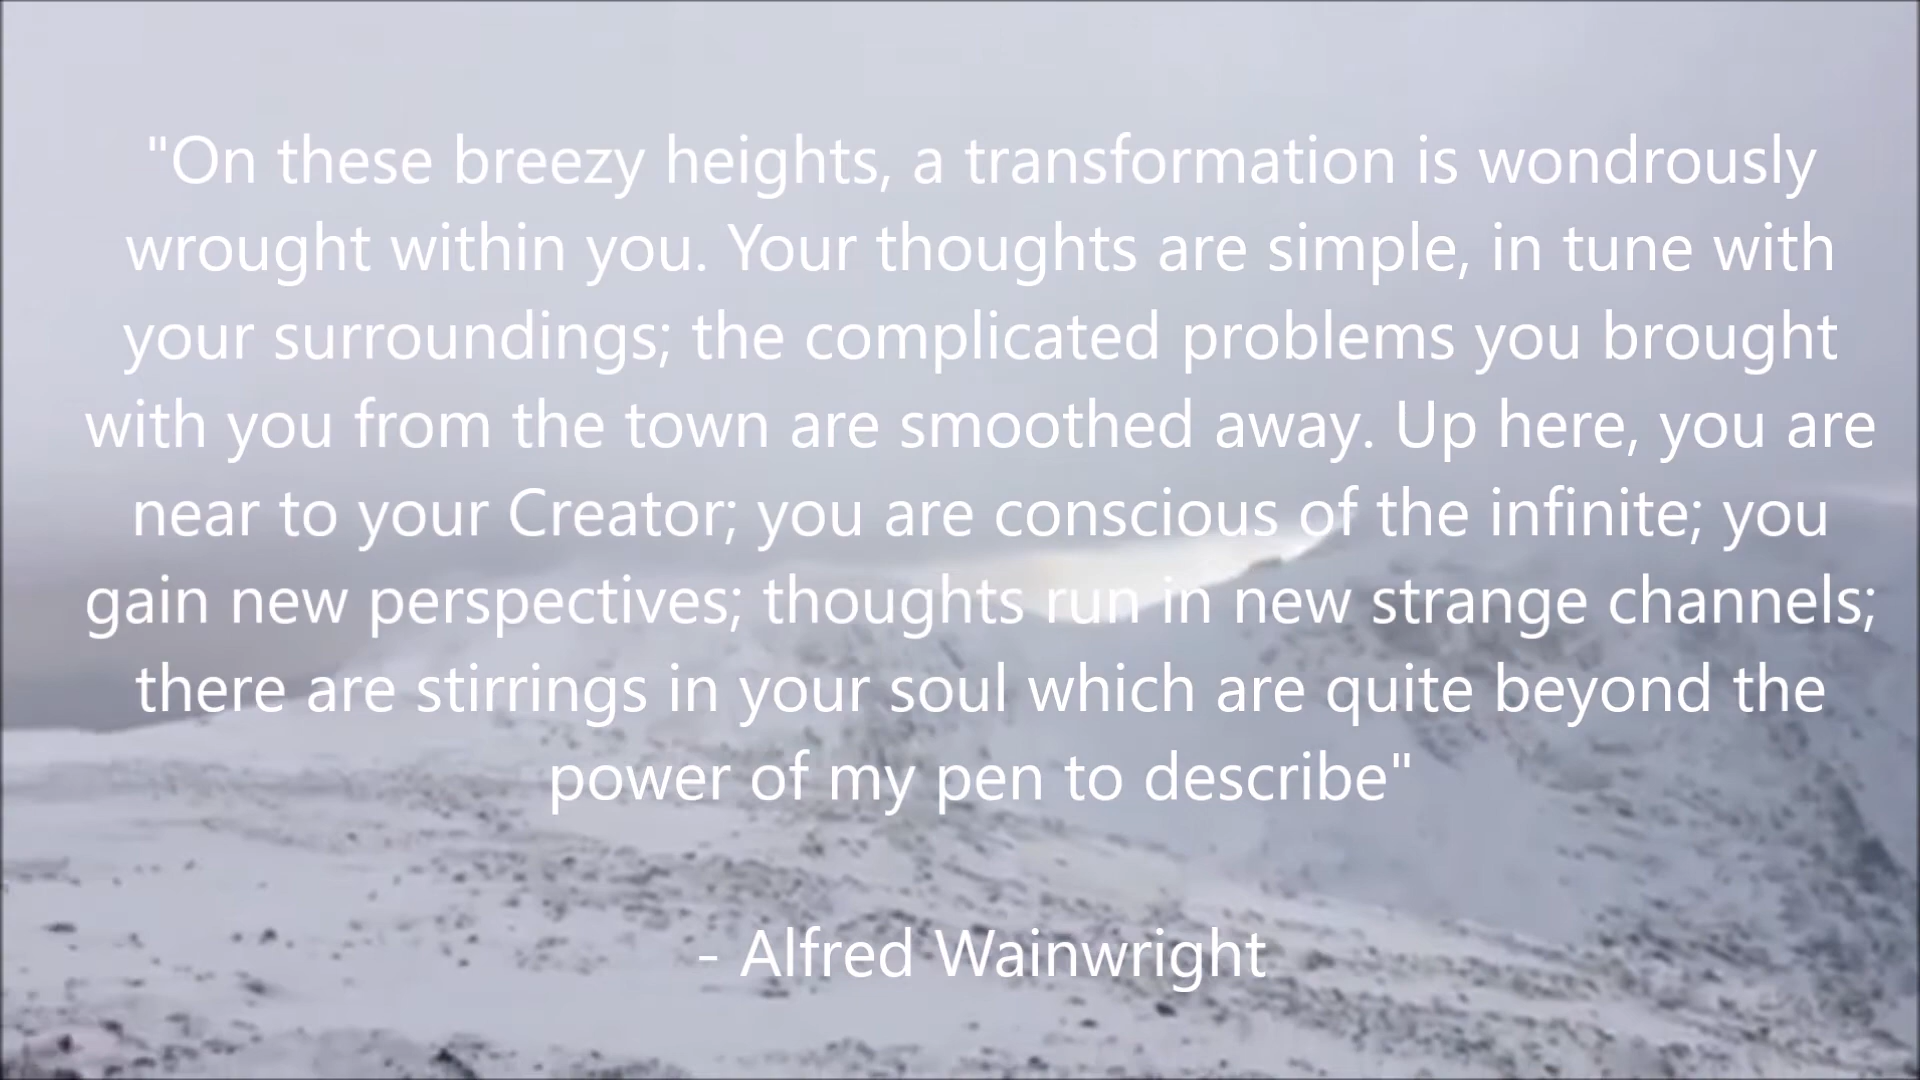 "On these breezy heights, a transformation is wondrously
wrought within you. Your thoughts are simple, in tune with
your surroundings; the complicated problems you brought
with you from the town are smoothed away. Up here, you are
near to your Creator; you are conscious of the infinite; you
gain new perspectives; thoughts run in new strange channels;
there are stirrings in your soul which are quite beyond the
power of my pen to describe"
- Alfred Wainwright